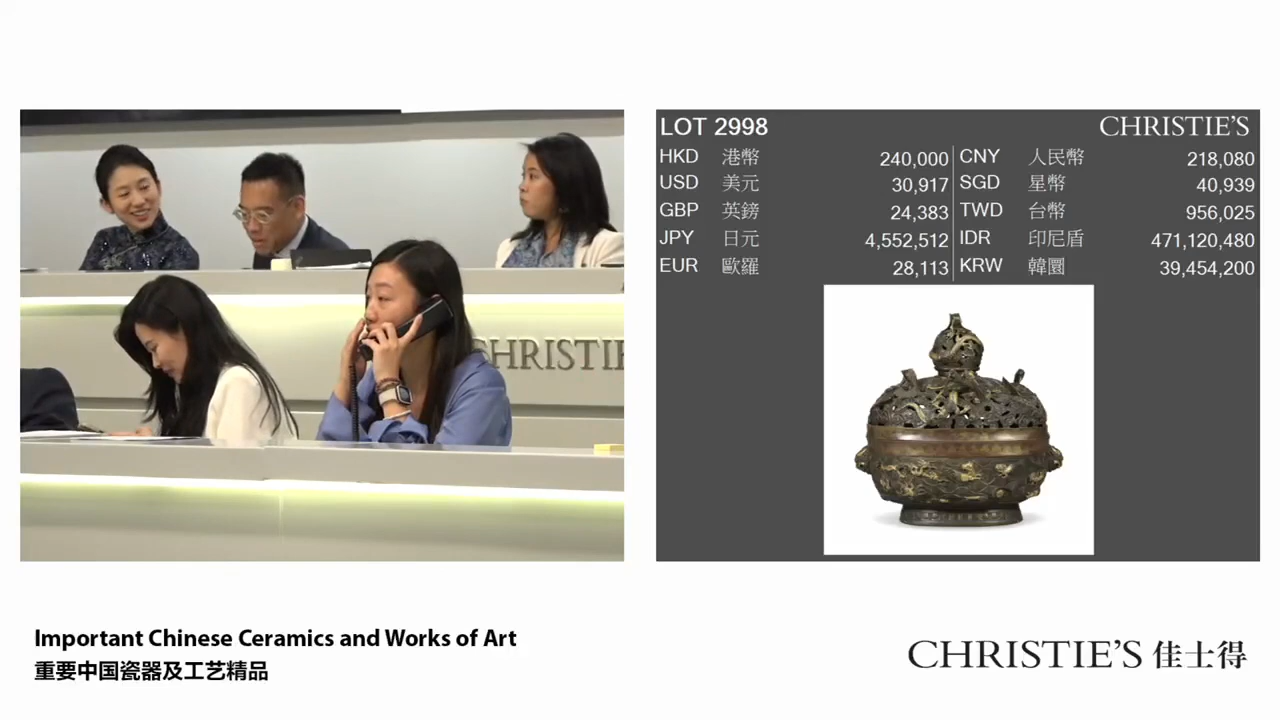 CHRISTIE
LOT 2998
CHRISTIE'S
HKD 港幣 240,000 CNY 人民幣 218,080
USD 美元 30,917 SGD 星幣 40,939
GBP 英鎊 24,383 TWD 台幣 956,025
JPY 日元 4,552,512 IDR 印尼盾 471,120,480
EUR 歐羅 28,113 KRW 韓圜 39,454,200
Important Chinese Ceramics and Works of Art
重要中国瓷器及工艺精品
CHRISTIE'S 佳士得